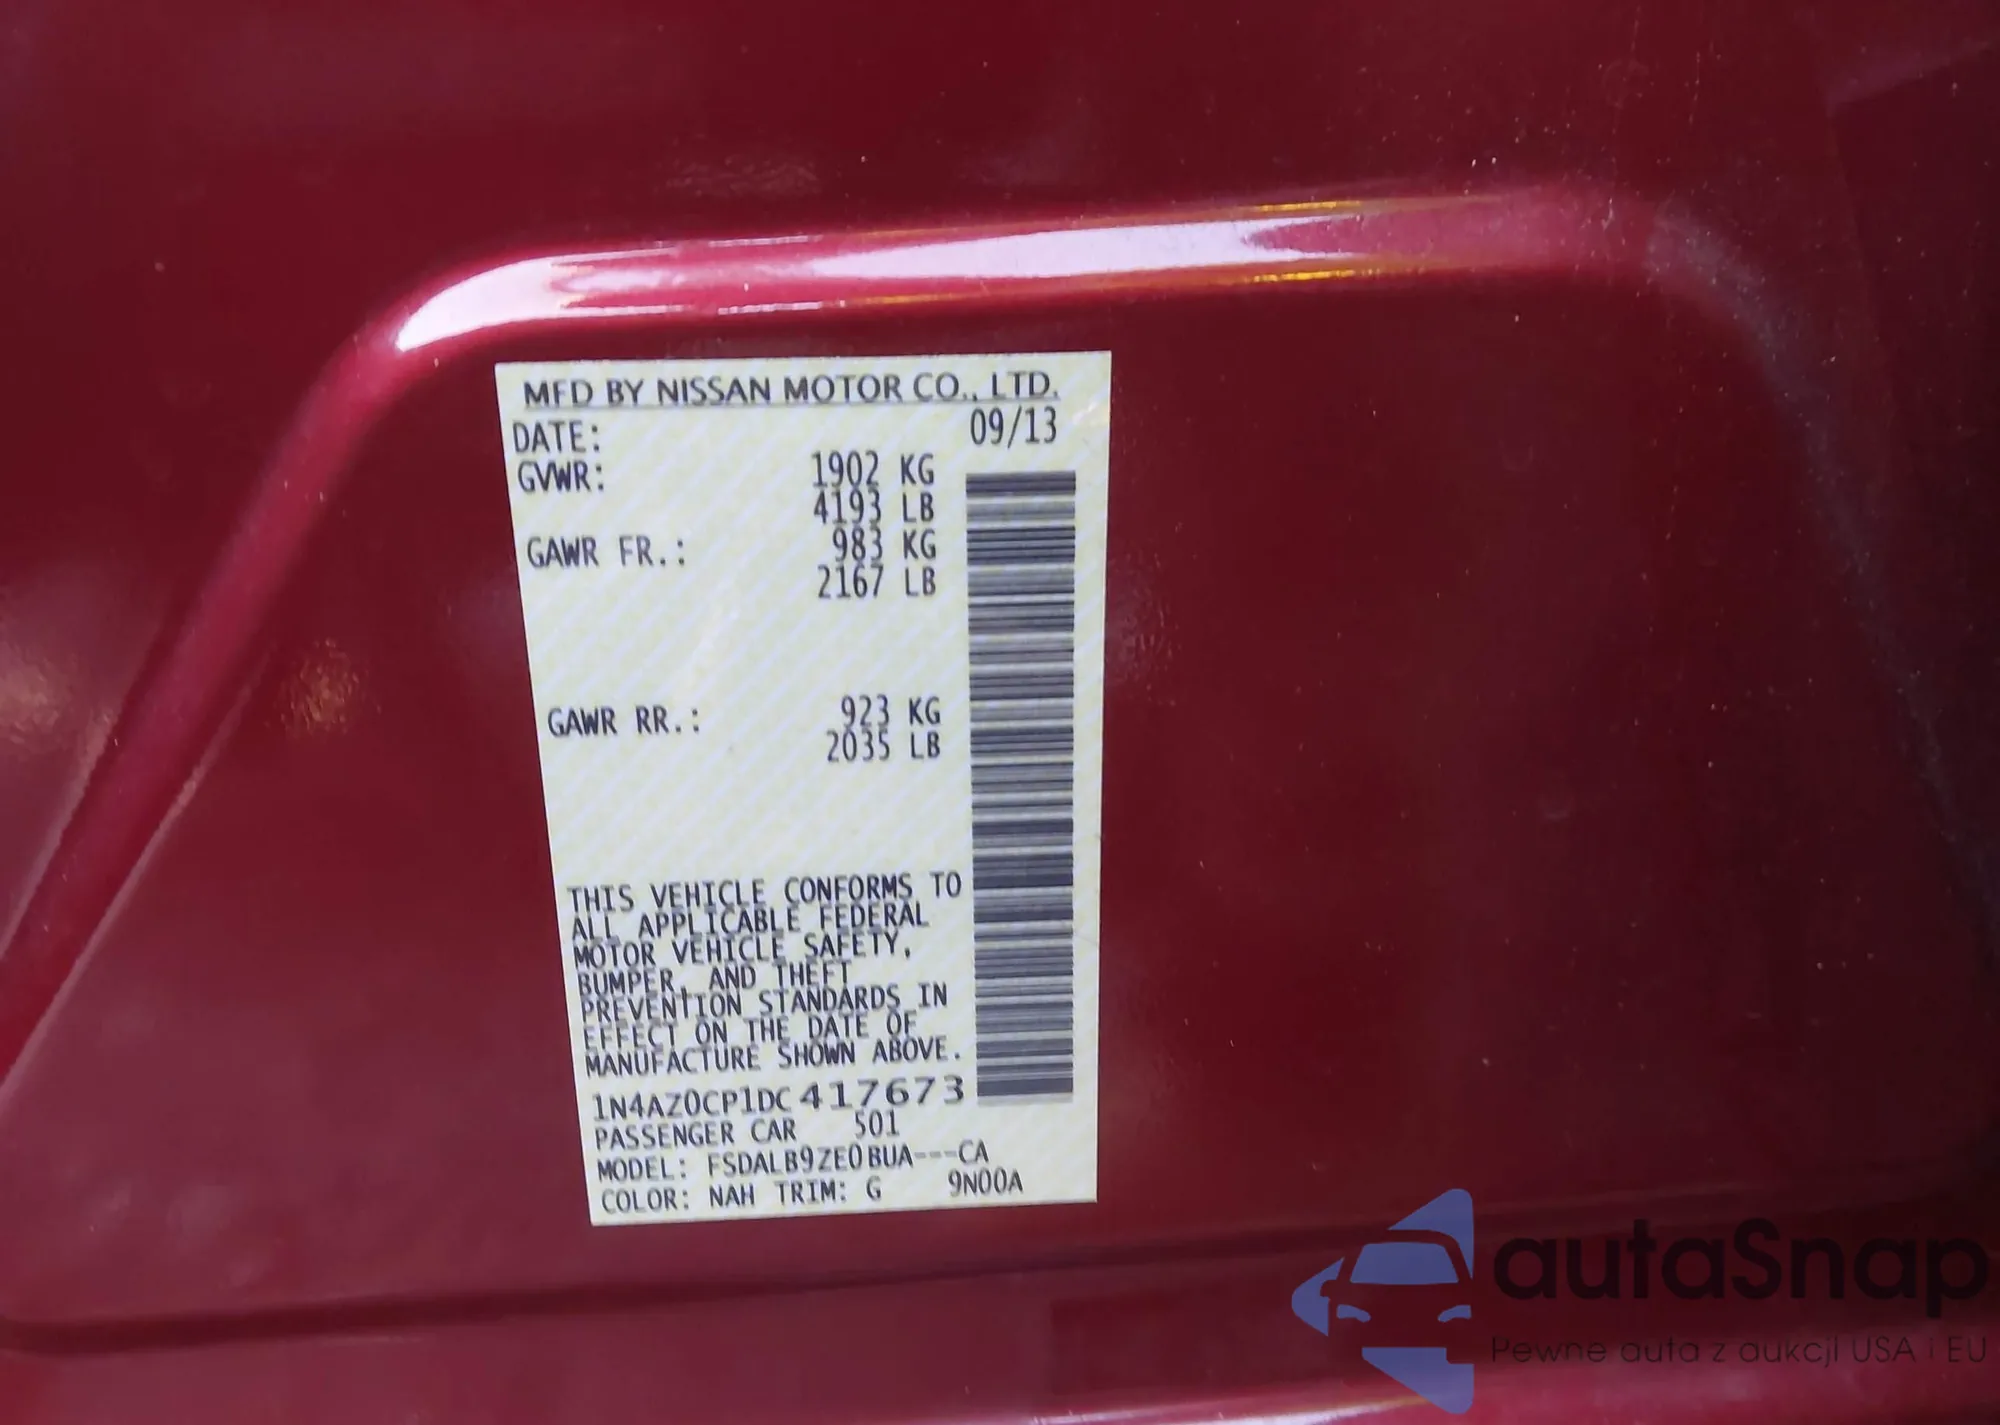 MFD BY NISSAN MOTOR CO., LTD.
DATE: 09/13
GVWR: 1902 KG
4193 LB
GAWR FR.: 983 KG
2167 LB
GAWR RR.: 923 KG
2035 LB
THIS VEHICLE CONFORMS TO
ALL APPLICABLE FEDERAL
MOTOR VEHICLE SAFETY,
BUMPER, AND THEFT
PREVENTION STANDARDS IN
EFFECT ON THE DATE OF
MANUFACTURE SHOWN ABOVE.
1N4AZ0CP1DC417673
PASSENGER CAR 501
MODEL: FSDALB9ZE0BUA---CA
COLOR: NAH TRIM: G 9N00A
autaSnap
Pewne auta z aukcji USA i EU